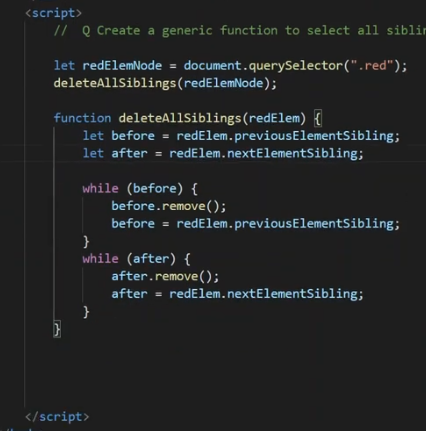 <script>
// Q Create a generic function to select all
let redElemNode = document.querySelector(".red");
deleteAllSiblings(redElemNode);
function deleteAllSiblings(redElem) {
let before = redElem.previousElementSibling;
let after = redElem.nextElementSibling;
while (before) {
before.remove();
before = redElem.previousElementSibling;
}
while (after) {
after.remove();
after = redElem.nextElementSibling;
}
}
</script>